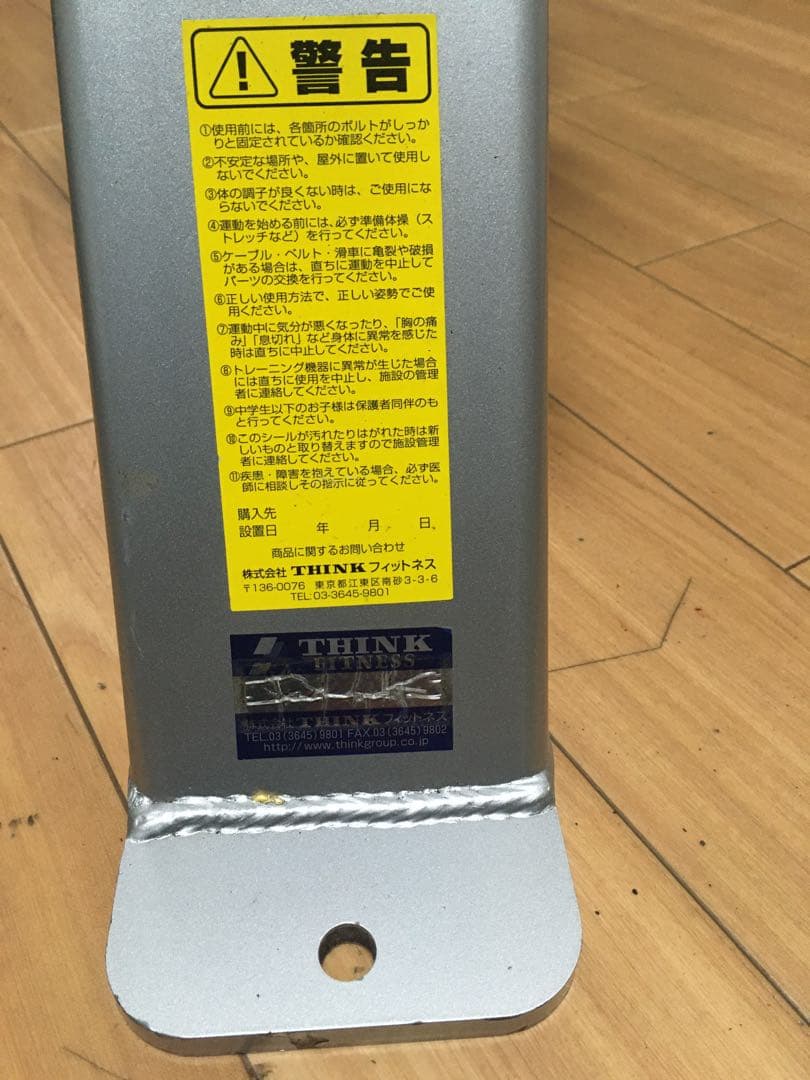 警告
①使用前には、各箇所のボルトがしっか
りと固定されているか確認ください。
②不安定な場所や、屋外に置いて使用し
ないでください。
③体の調子が良くない時は、ご使用にな
らないでください。
④運動を始める前には、必ず準備体操（ス
トレッチなど）を行ってください。
⑤ケーブル・ベルト・滑車に亀裂や破損
がある場合は、直ちに運動を中止して
パーツの交換を行ってください。
⑥正しい使用方法で、正しい姿勢でご使
用ください。
⑦運動中に気分が悪くなったり、「胸の痛
み」「息切れ」など身体に異常を感じた
時は直ちに中止してください。
⑧トレーニング機器に異常が生じた場合
には直ちに使用を中止し、施設の管理
者に連絡してください。
⑨中学生以下のお子様は保護者同伴のも
と行ってください。
⑩このシールが汚れたりはがれた時は新
しいものと取り替えますので施設管理
者に連絡してください。
⑪疾患・障害を抱えている場合、必ず医
師に相談しその指示に従ってください。
購入先
設置日 年 月 日。
商品に関するお問い合わせ
株式会社 THINK フィットネス
〒136-0076 東京都江東区南砂3-3-6
TEL:03-3645-9801
THINK
FITNESS
株式会社 THINK フィットネス
TEL.03(3645)9801 FAX.03(3645)9802
http://www.thinkgroup.co.jp